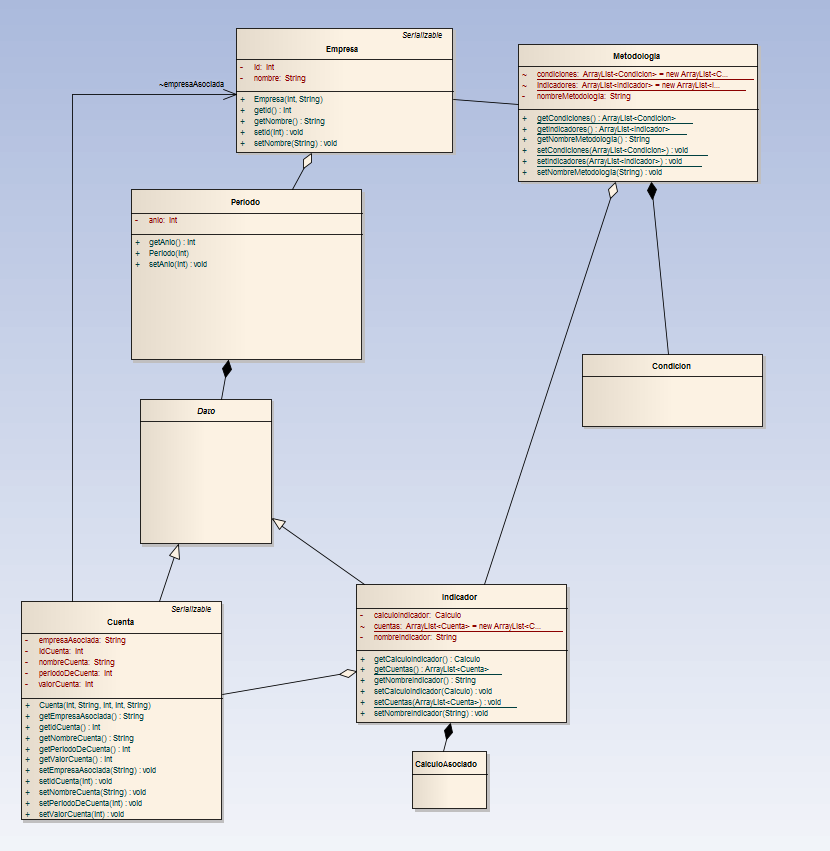 Serializable
Empresa
- id: int
- nombre: String
+ Empresa(int, String)
+ getId() : int
+ getNombre() : String
+ setId(int) : void
+ setNombre(String) : void
~empresaAsociada
Metodologia
~ condiciones: ArrayList<Condicion> = new ArrayList<C...
~ indicadores: ArrayList<Indicador> = new ArrayList<I...
- nombreMetodologia: String
+ getCondiciones() : ArrayList<Condicion>
+ getIndicadores() : ArrayList<Indicador>
+ getNombreMetodologia() : String
+ setCondiciones(ArrayList<Condicion>) : void
+ setIndicadores(ArrayList<Indicador>) : void
+ setNombreMetodologia(String) : void
Periodo
- anio: int
+ getAnio() : int
+ Periodo(int)
+ setAnio(int) : void
Condicion
Dato
Serializable
Cuenta
- empresaAsociada: String
- idCuenta: int
- nombreCuenta: String
- periodoDeCuenta: int
- valorCuenta: int
+ Cuenta(int, String, int, int, String)
+ getEmpresaAsociada() : String
+ getIdCuenta() : int
+ getNombreCuenta() : String
+ getPeriodoDeCuenta() : int
+ getValorCuenta() : int
+ setEmpresaAsociada(String) : void
+ setIdCuenta(int) : void
+ setNombreCuenta(String) : void
+ setPeriodoDeCuenta(int) : void
+ setValorCuenta(int) : void
Indicador
- calculoIndicador: Calculo
~ cuentas: ArrayList<Cuenta> = new ArrayList<C...
- nombreIndicador: String
+ getCalculoIndicador() : Calculo
+ getCuentas() : ArrayList<Cuenta>
+ getNombreIndicador() : String
+ setCalculoIndicador(Calculo) : void
+ setCuentas(ArrayList<Cuenta>) : void
+ setNombreIndicador(String) : void
CalculoAsociado